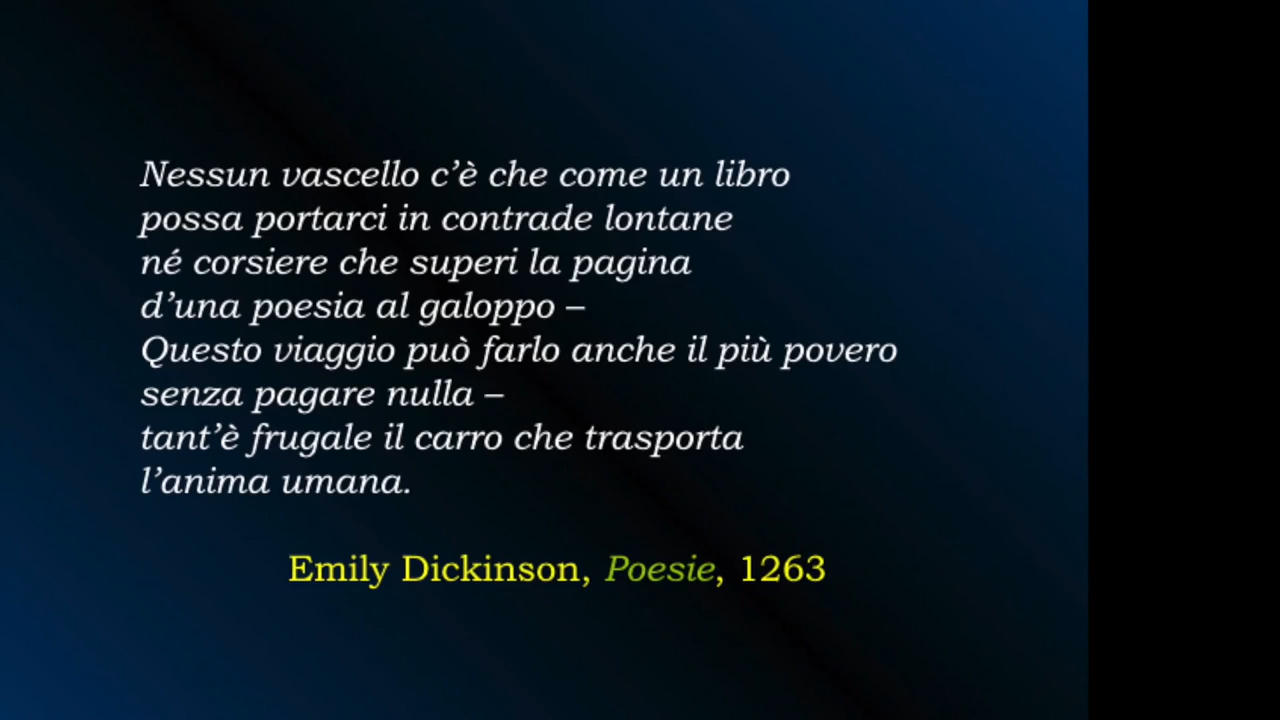 Nessun vascello c’è che come un libro
possa portarci in contrade lontane
né corsiere che superi la pagina
d’una poesia al galoppo –
Questo viaggio può farlo anche il più povero
senza pagare nulla –
tant’è frugale il carro che trasporta
l’anima umana.
Emily Dickinson, Poesie, 1263